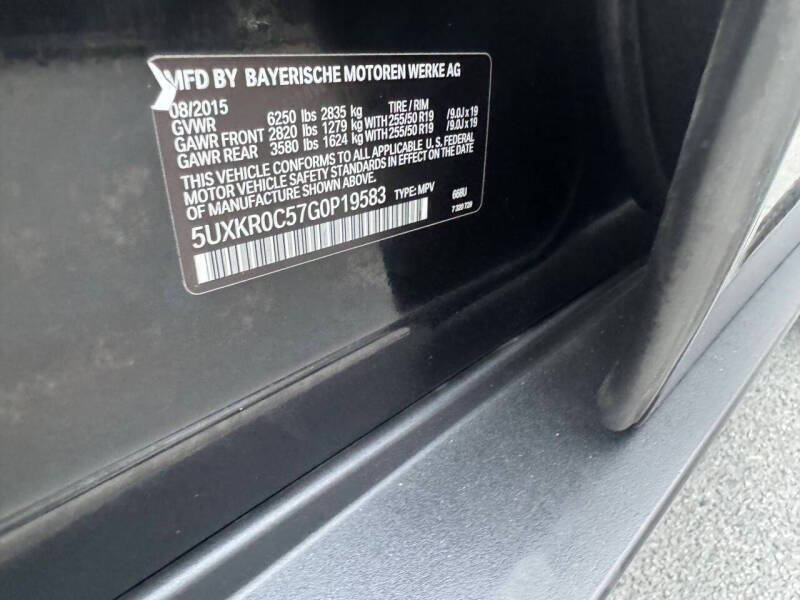 MFD BY BAYERISCHE MOTOREN WERKE AG
08/2015 TIRE / RIM
GVWR 6250 lbs 2835 kg
GAWR FRONT 2820 lbs 1279 kg WITH 255/50 R19 /9.0J x 19
GAWR REAR 3580 lbs 1624 kg WITH 255/50 R19 /9.0J x 19
THIS VEHICLE CONFORMS TO ALL APPLICABLE U.S. FEDERAL
MOTOR VEHICLE SAFETY STANDARDS IN EFFECT ON THE DATE
OF MANUFACTURE SHOWN ABOVE.
5UXKR0C57G0P19583 TYPE: MPV 668U
7 320 729